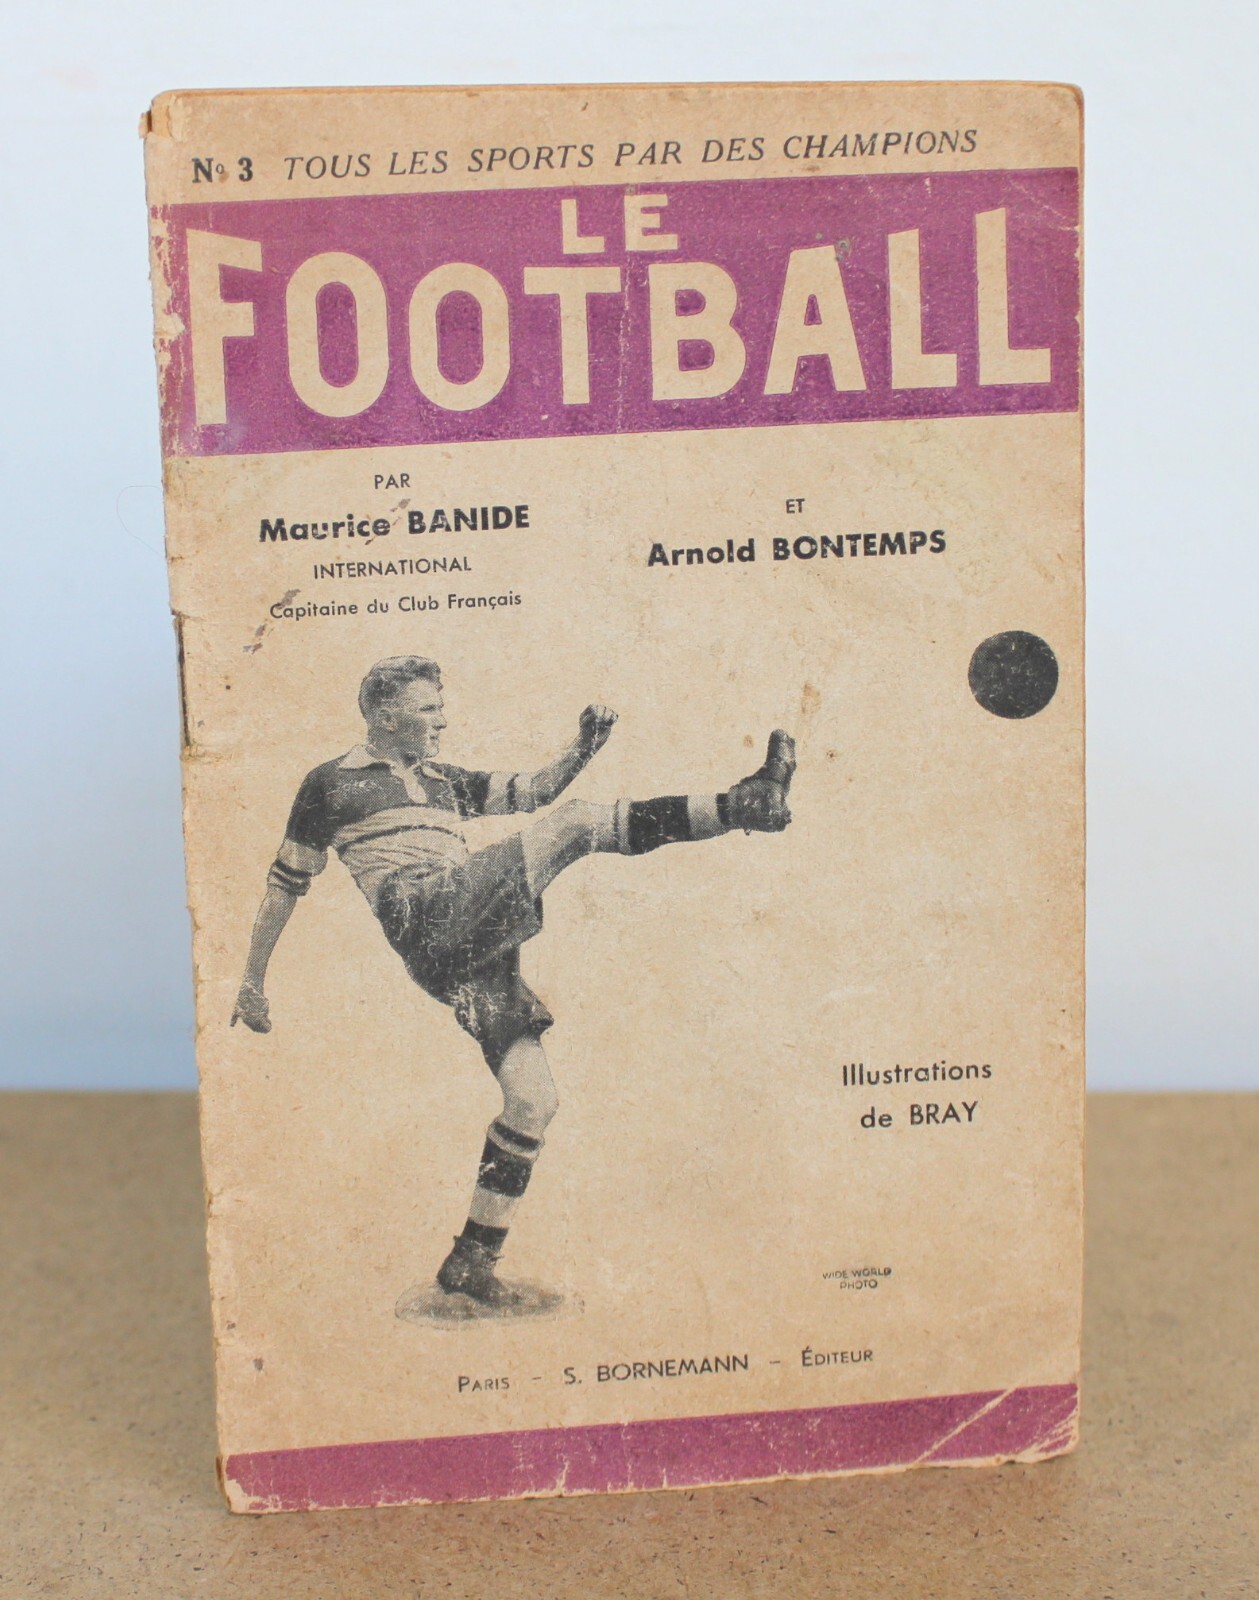 Nº 3 TOUS LES SPORTS PAR DES CHAMPIONS
LE
FOOTBALL
PAR
Maurice BANIDE
INTERNATIONAL
Capitaine du Club Français
ET
Arnold BONTEMPS
Illustrations
de BRAY
WIDE WORLD
PHOTO
PARIS - S. BORNEMANN - ÉDITEUR